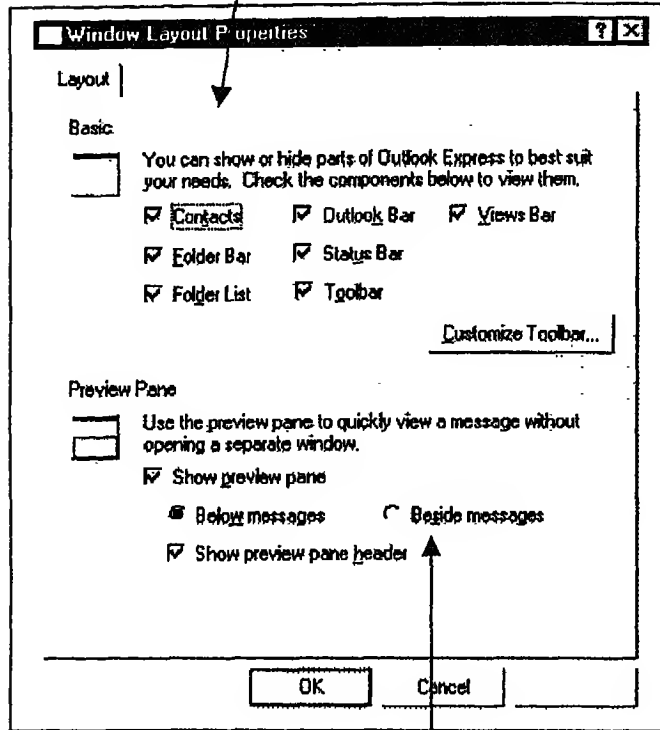 Window Layout Properties
Layout
Basic
You can show or hide parts of Outlook Express to best suit
your needs. Check the components below to view them.
Contacts Outlook Bar Views Bar
Folder Bar Status Bar
Folder List Toolbar
Customize Toolbar...
Preview Pane
Use the preview pane to quickly view a message without
opening a separate window.
Show preview pane
Below messages Beside messages
Show preview pane header
OK Cancel